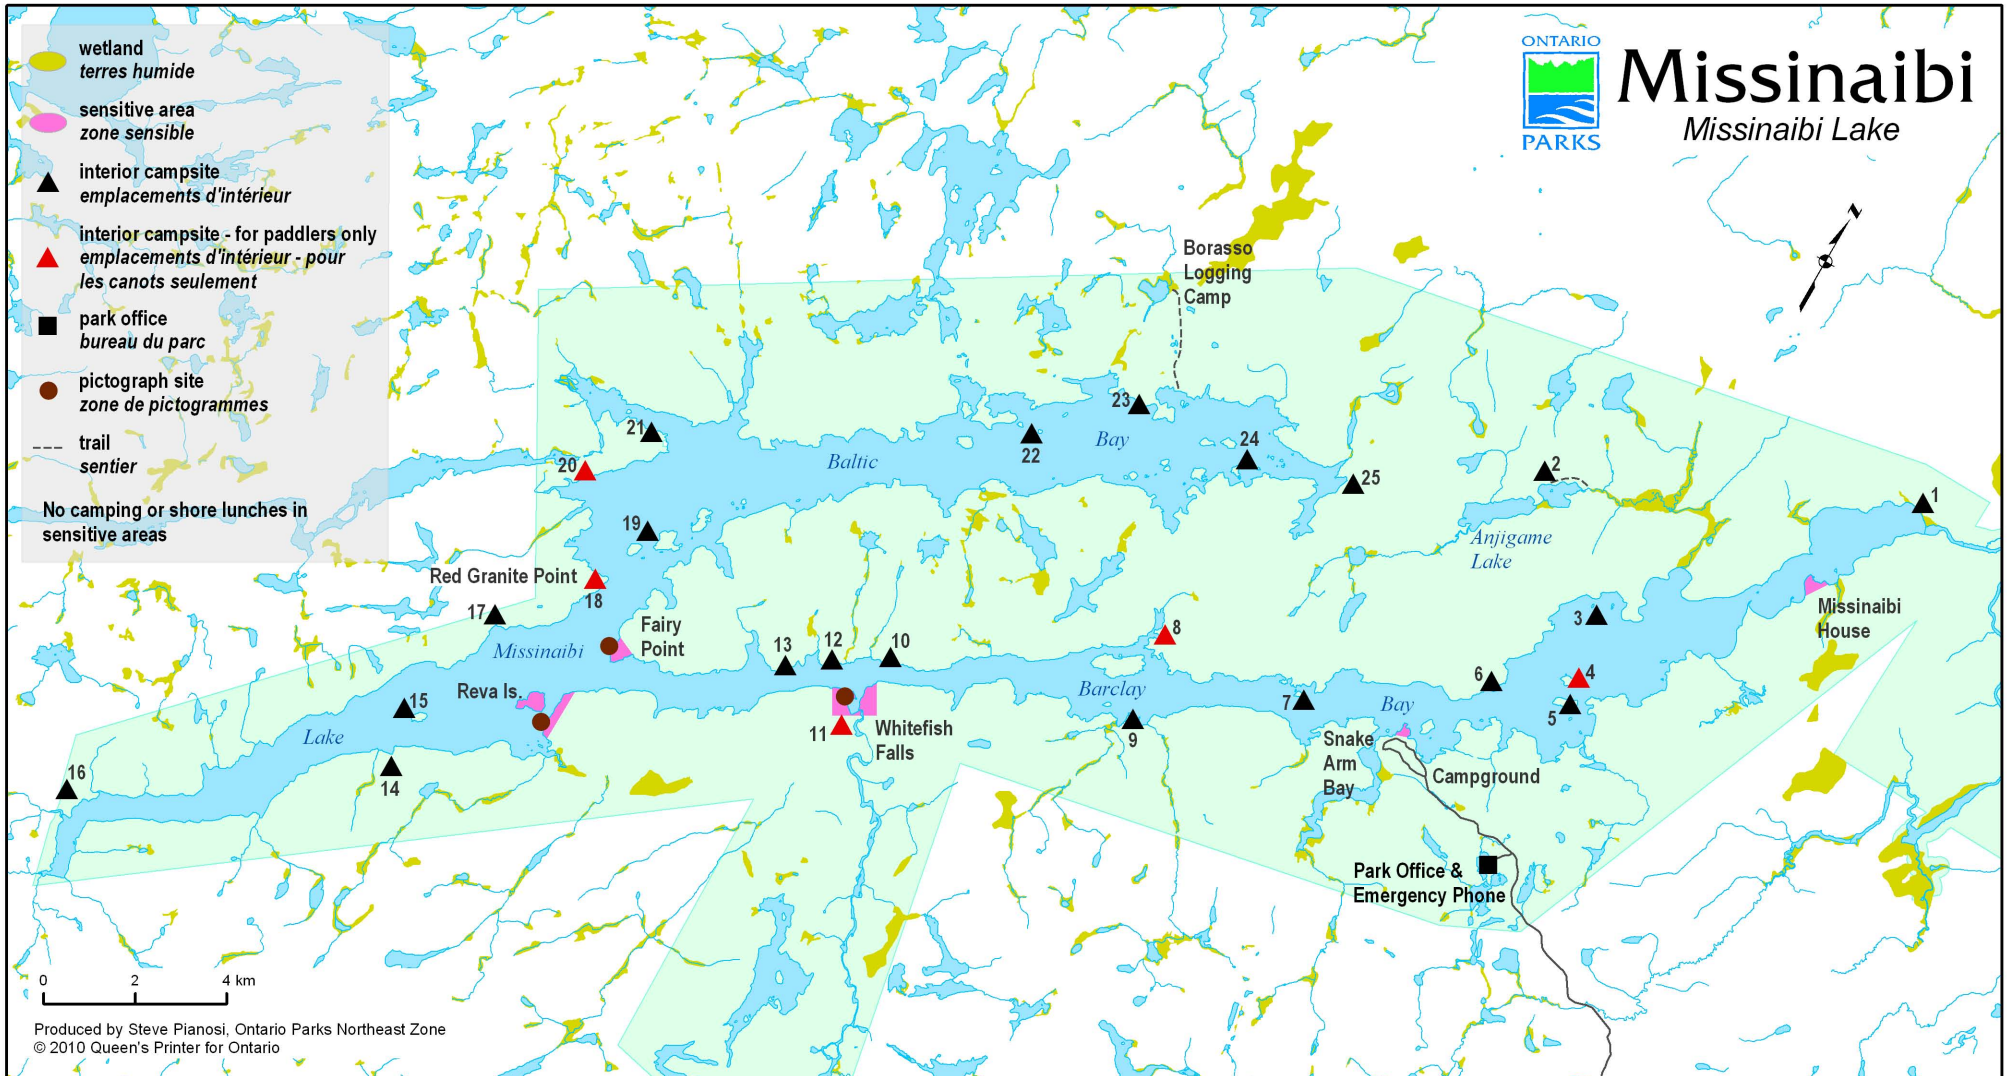 wetland
terres humide
sensitive area
zone sensible
interior campsite
emplacements d'intérieur
interior campsite - for paddlers only
emplacements d'intérieur - pour
les canots seulement
park office
bureau du parc
pictograph site
zone de pictogrammes
trail
sentier
No camping or shore lunches in
sensitive areas
ONTARIO
PARKS
Missinaibi
Missinaibi Lake
N
Borasso
Logging
Camp
23
21
22
Bay
24
20
Baltic
25
2
1
19
Anjigame
Lake
Red Granite Point
18
17
Fairy
Point
Missinaibi
3
Missinaibi
House
8
13
12
10
Reva Is.
15
Barclay
6
4
7
Bay
5
Lake
11
Whitefish
Falls
9
Snake
Arm
Bay
Campground
16
14
Park Office &
Emergency Phone
0 2 4 km
Produced by Steve Pianosi, Ontario Parks Northeast Zone
© 2010 Queen's Printer for Ontario